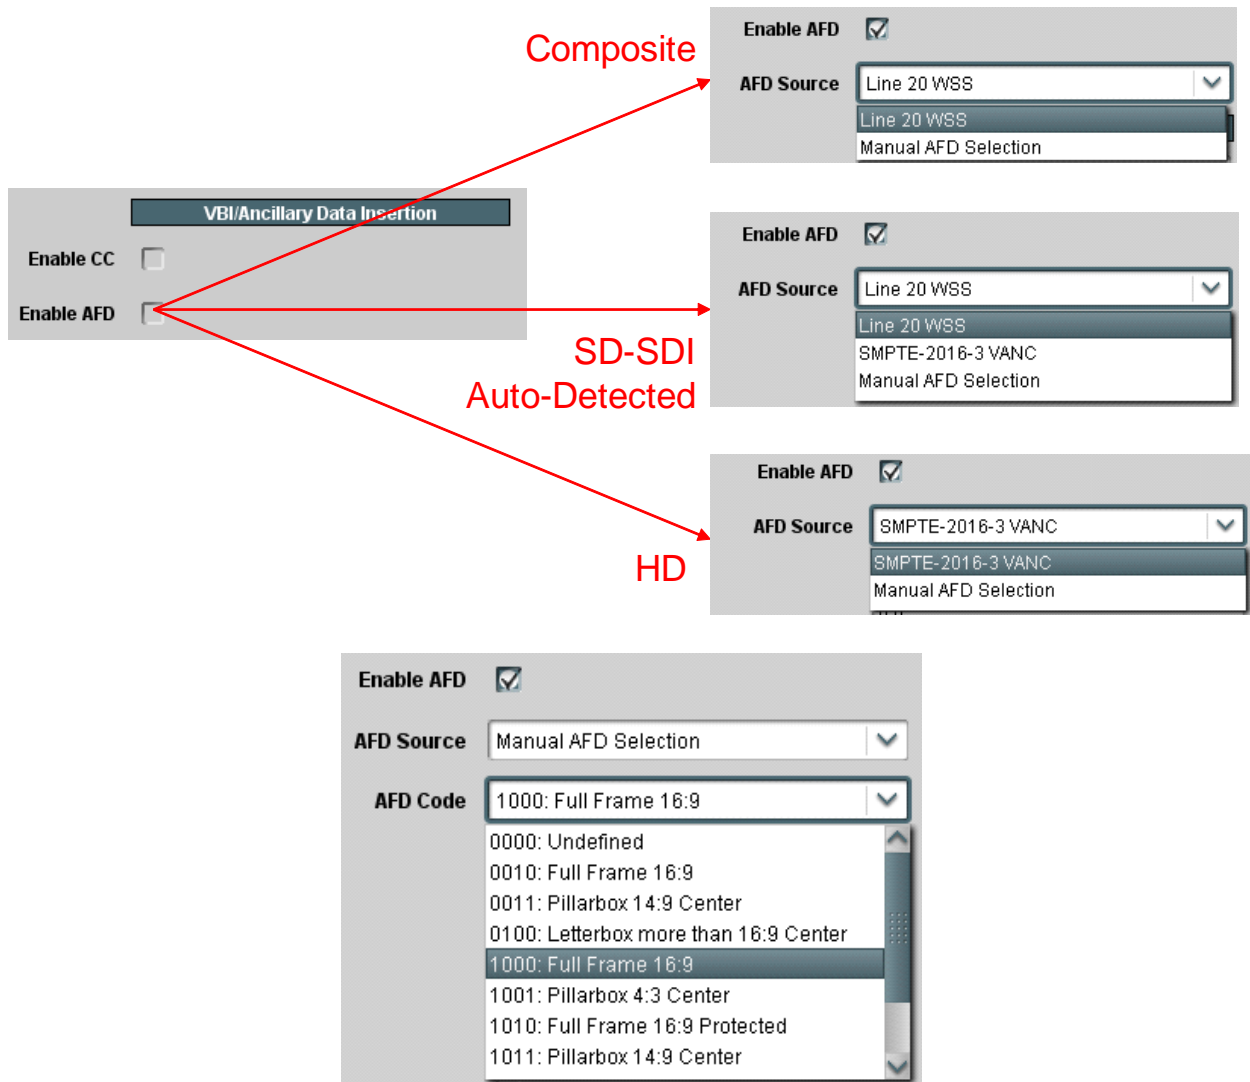 Composite
Enable AFD
AFD Source Line 20 WSS
Line 20 WSS
Manual AFD Selection
VBI/Ancillary Data Insertion
Enable CC
Enable AFD
SD-SDI
Auto-Detected
Enable AFD
AFD Source Line 20 WSS
Line 20 WSS
SMPTE-2016-3 VANC
Manual AFD Selection
HD
Enable AFD
AFD Source SMPTE-2016-3 VANC
SMPTE-2016-3 VANC
Manual AFD Selection
Enable AFD
AFD Source Manual AFD Selection
AFD Code 1000: Full Frame 16:9
0000: Undefined
0010: Full Frame 16:9
0011: Pillarbox 14:9 Center
0100: Letterbox more than 16:9 Center
1000: Full Frame 16:9
1001: Pillarbox 4:3 Center
1010: Full Frame 16:9 Protected
1011: Pillarbox 14:9 Center